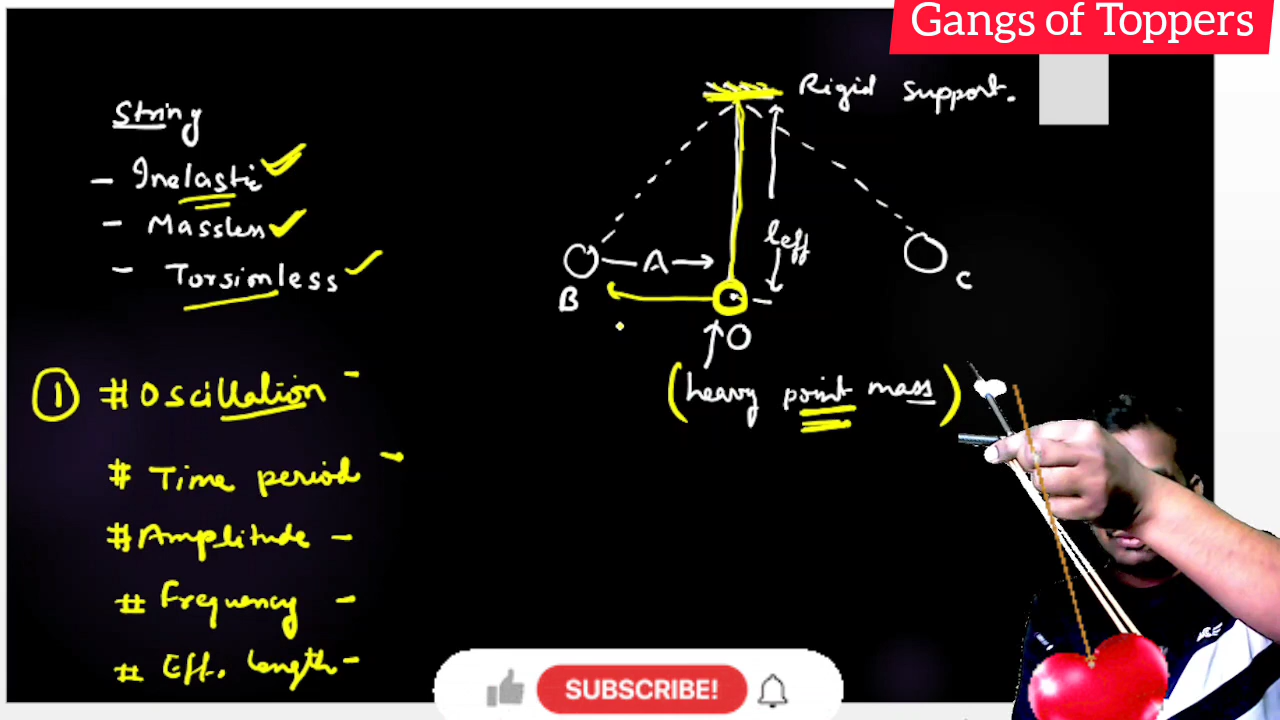 Gangs of Toppers
Rigid support.
String
- Inelastic
- Massless
- Torsionless
leff
A
B
C
O
(heavy point mass)
1 # Oscillation -
# Time period -
# Amplitude -
# Frequency -
# Eff. length -
SUBSCRIBE!